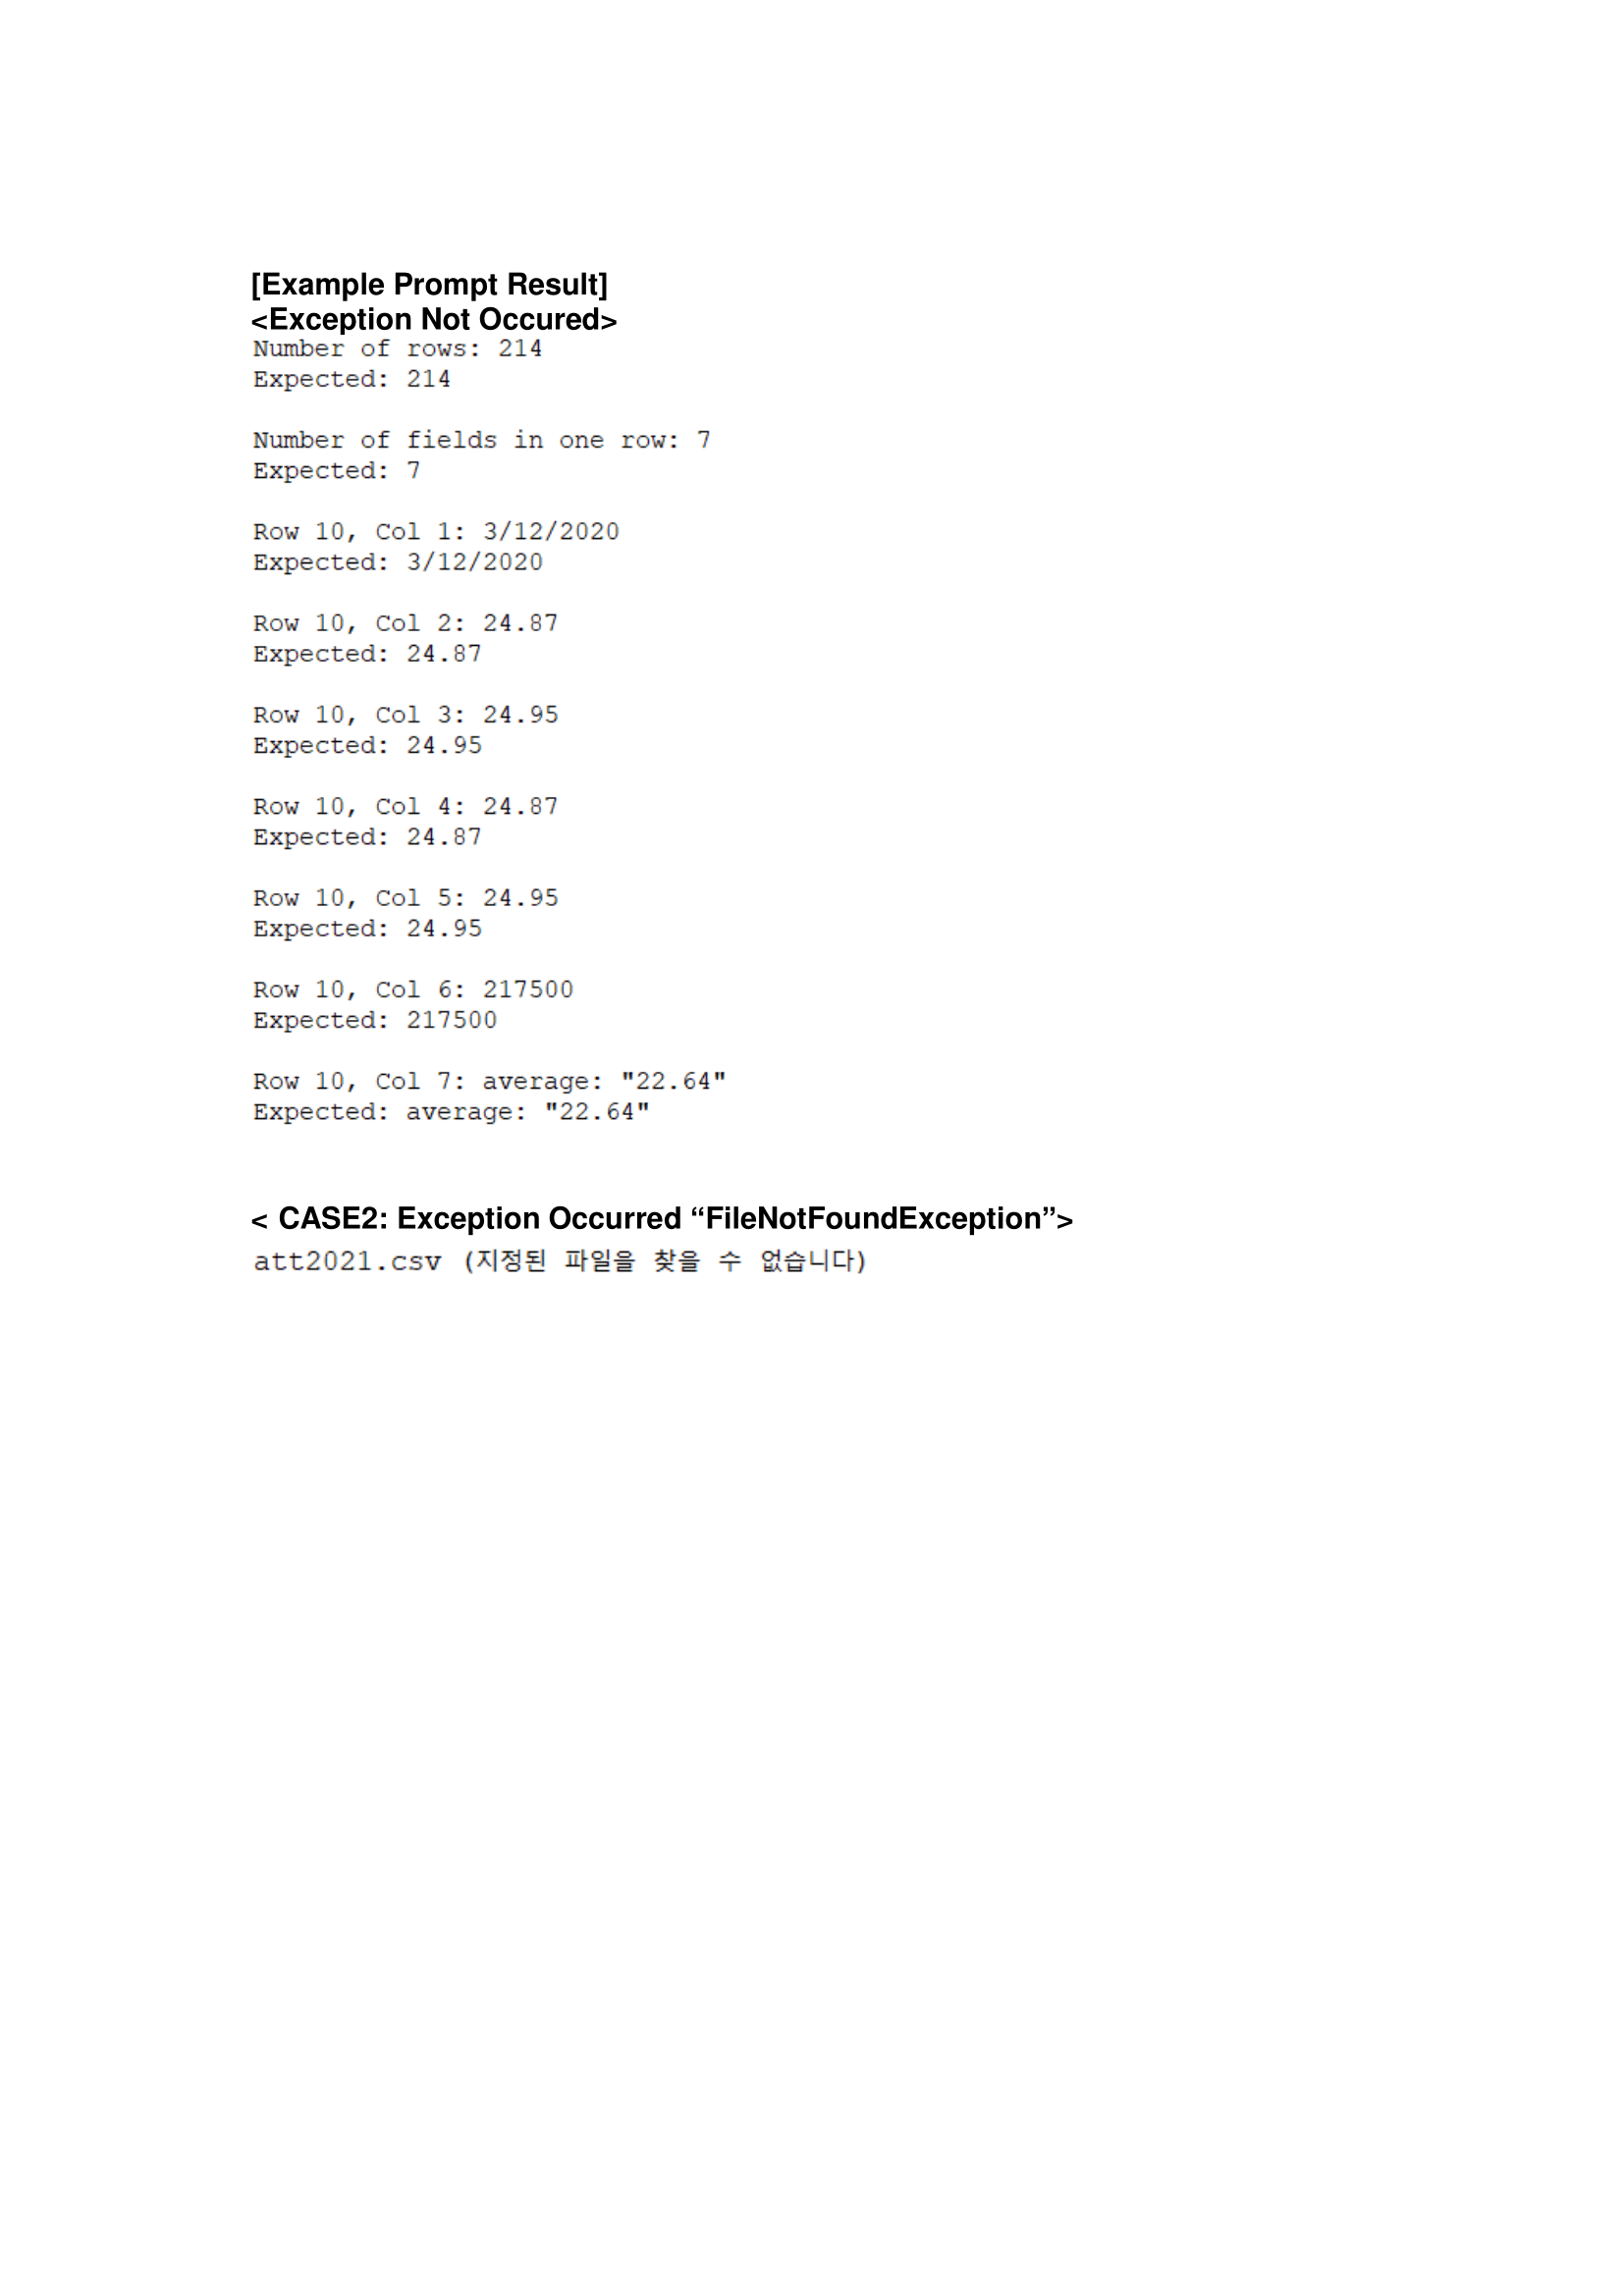 [Example Prompt Result]
<Exception Not Occured>
Number of rows: 214
Expected: 214
Number of fields in one row: 7
Expected: 7
Row 10, Col 1: 3/12/2020
Expected: 3/12/2020
Row 10, Col 2: 24.87
Expected: 24.87
Row 10, Col 3: 24.95
Expected: 24.95
Row 10, Col 4: 24.87
Expected: 24.87
Row 10, Col 5: 24.95
Expected: 24.95
Row 10, Col 6: 217500
Expected: 217500
Row 10, Col 7: average: "22.64"
Expected: average: "22.64"
< CASE2: Exception Occurred “FileNotFoundException”>
att2021.csv (지정된 파일을 찾을 수 없습니다)